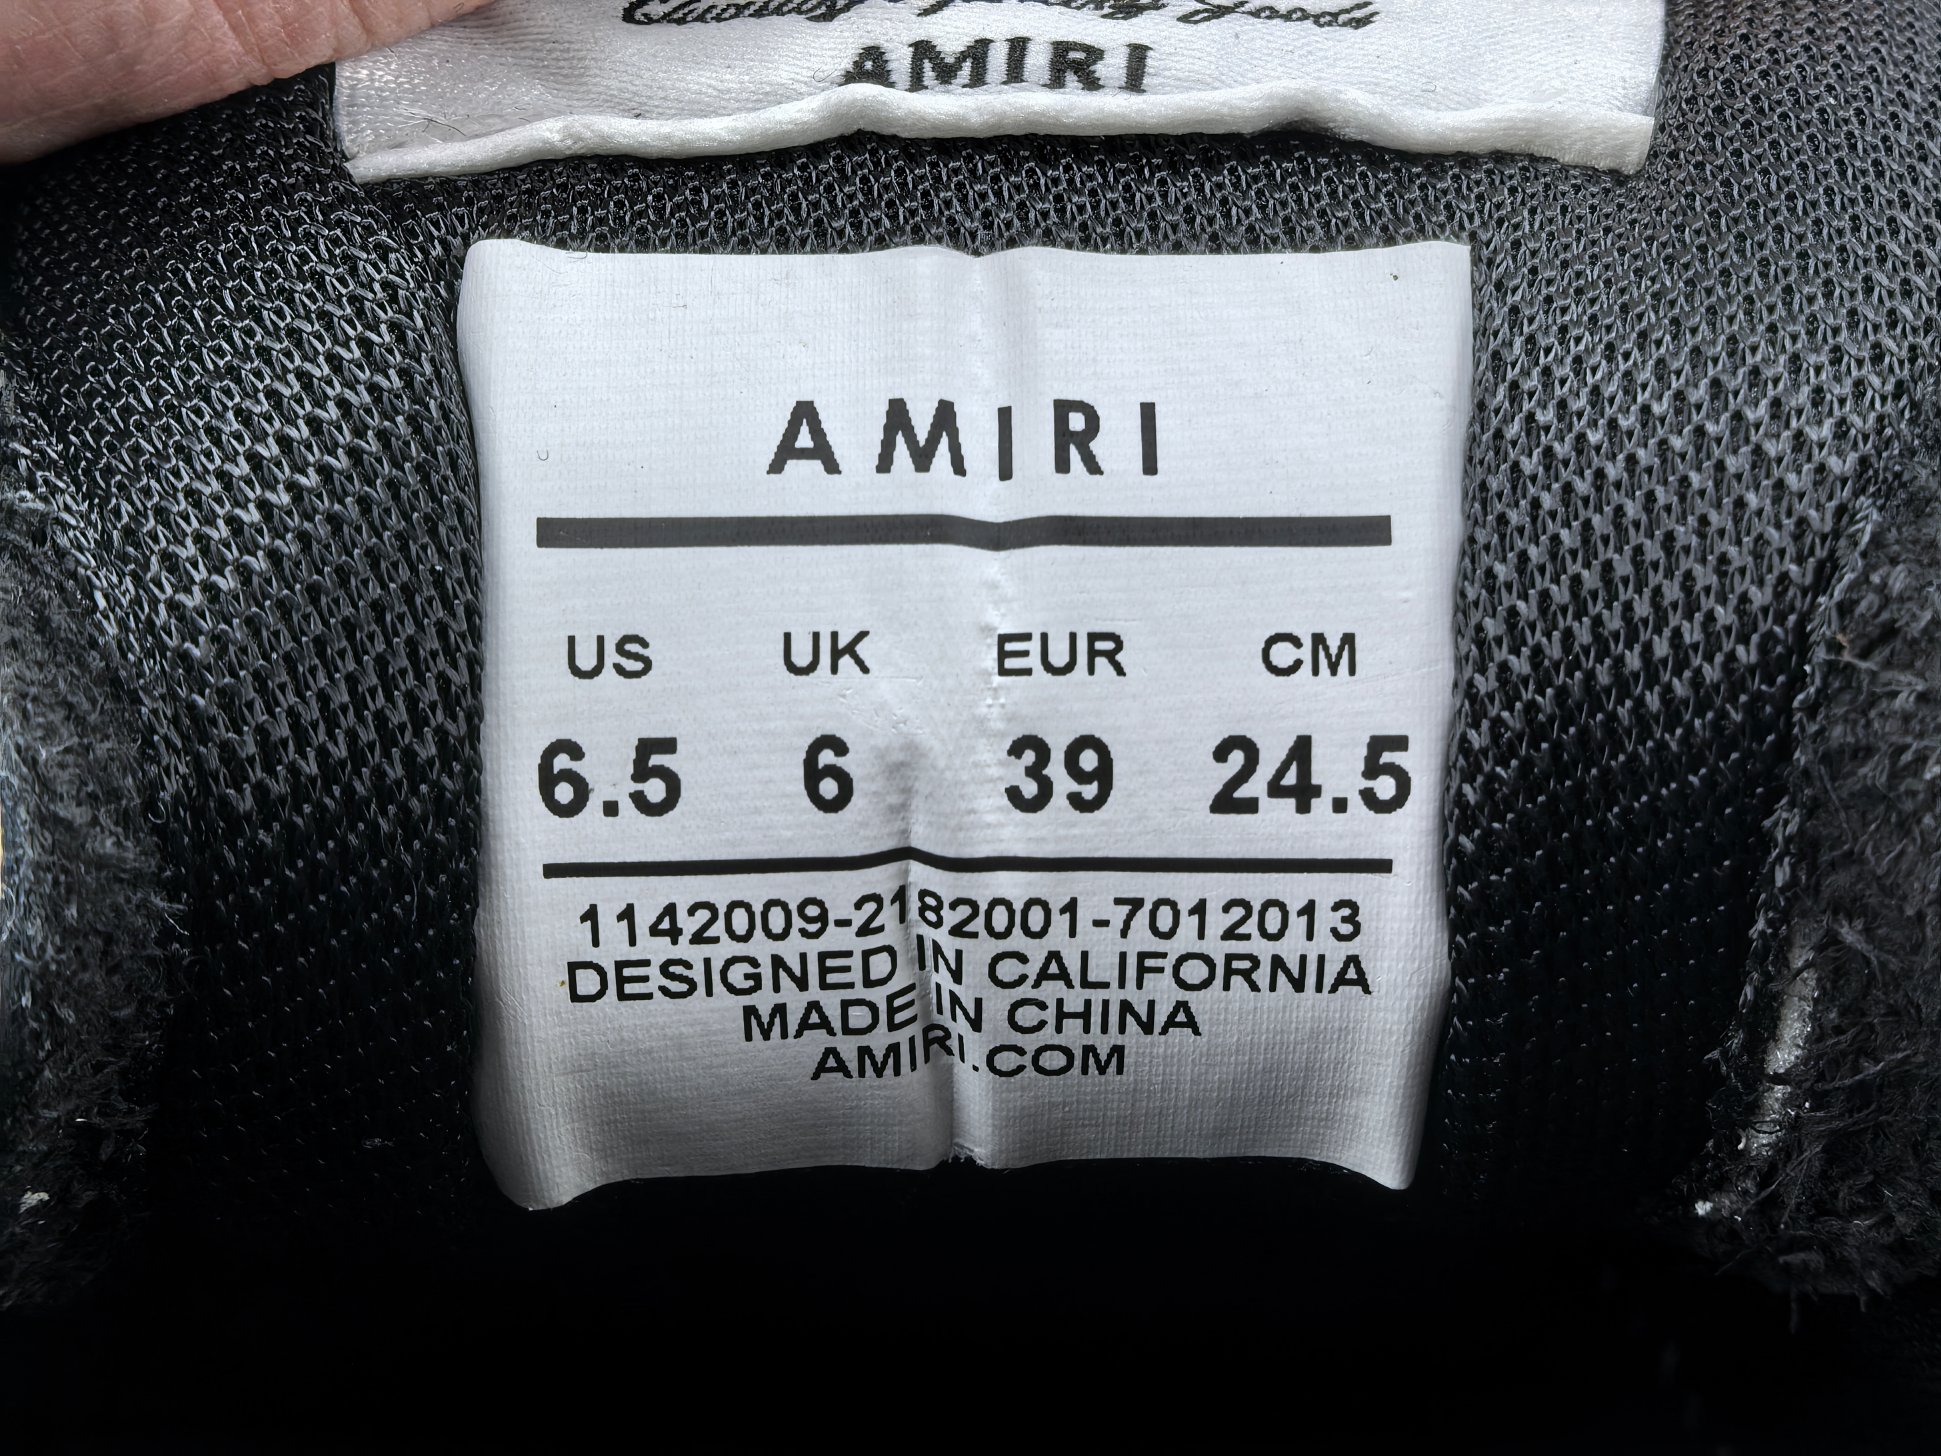 Goods
AMIRI
AMIRI
US UK EUR CM
6.5 6 39 24.5
1142009-2182001-7012013
DESIGNED IN CALIFORNIA
MADE IN CHINA
AMIRI.COM